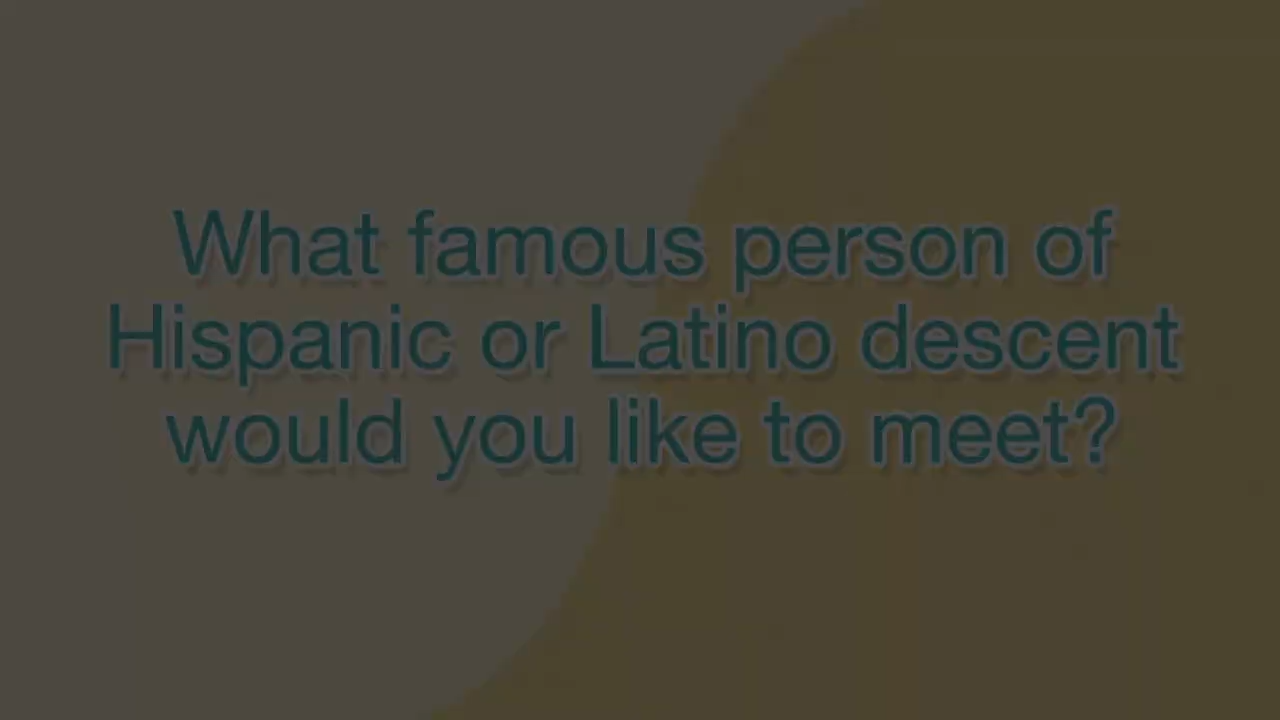 What famous person of
Hispanic or Latino descent
would you like to meet?